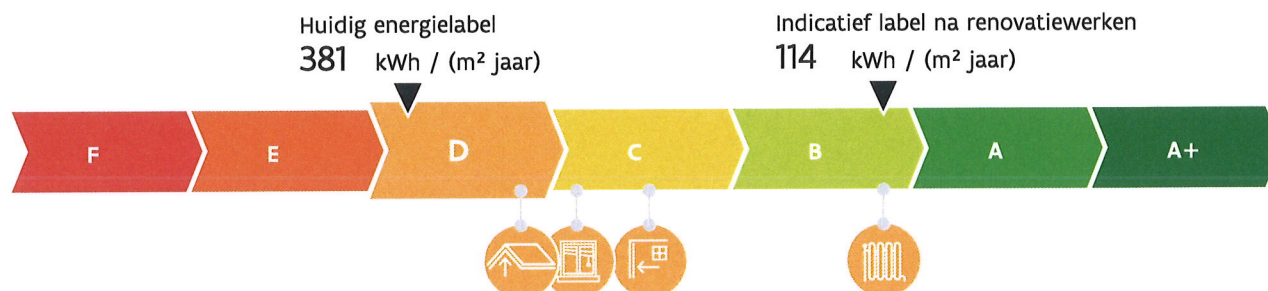 Huidig energielabel
381 kWh / (m² jaar)
Indicatief label na renovatiewerken
114 kWh / (m² jaar)
F E D C B A A+